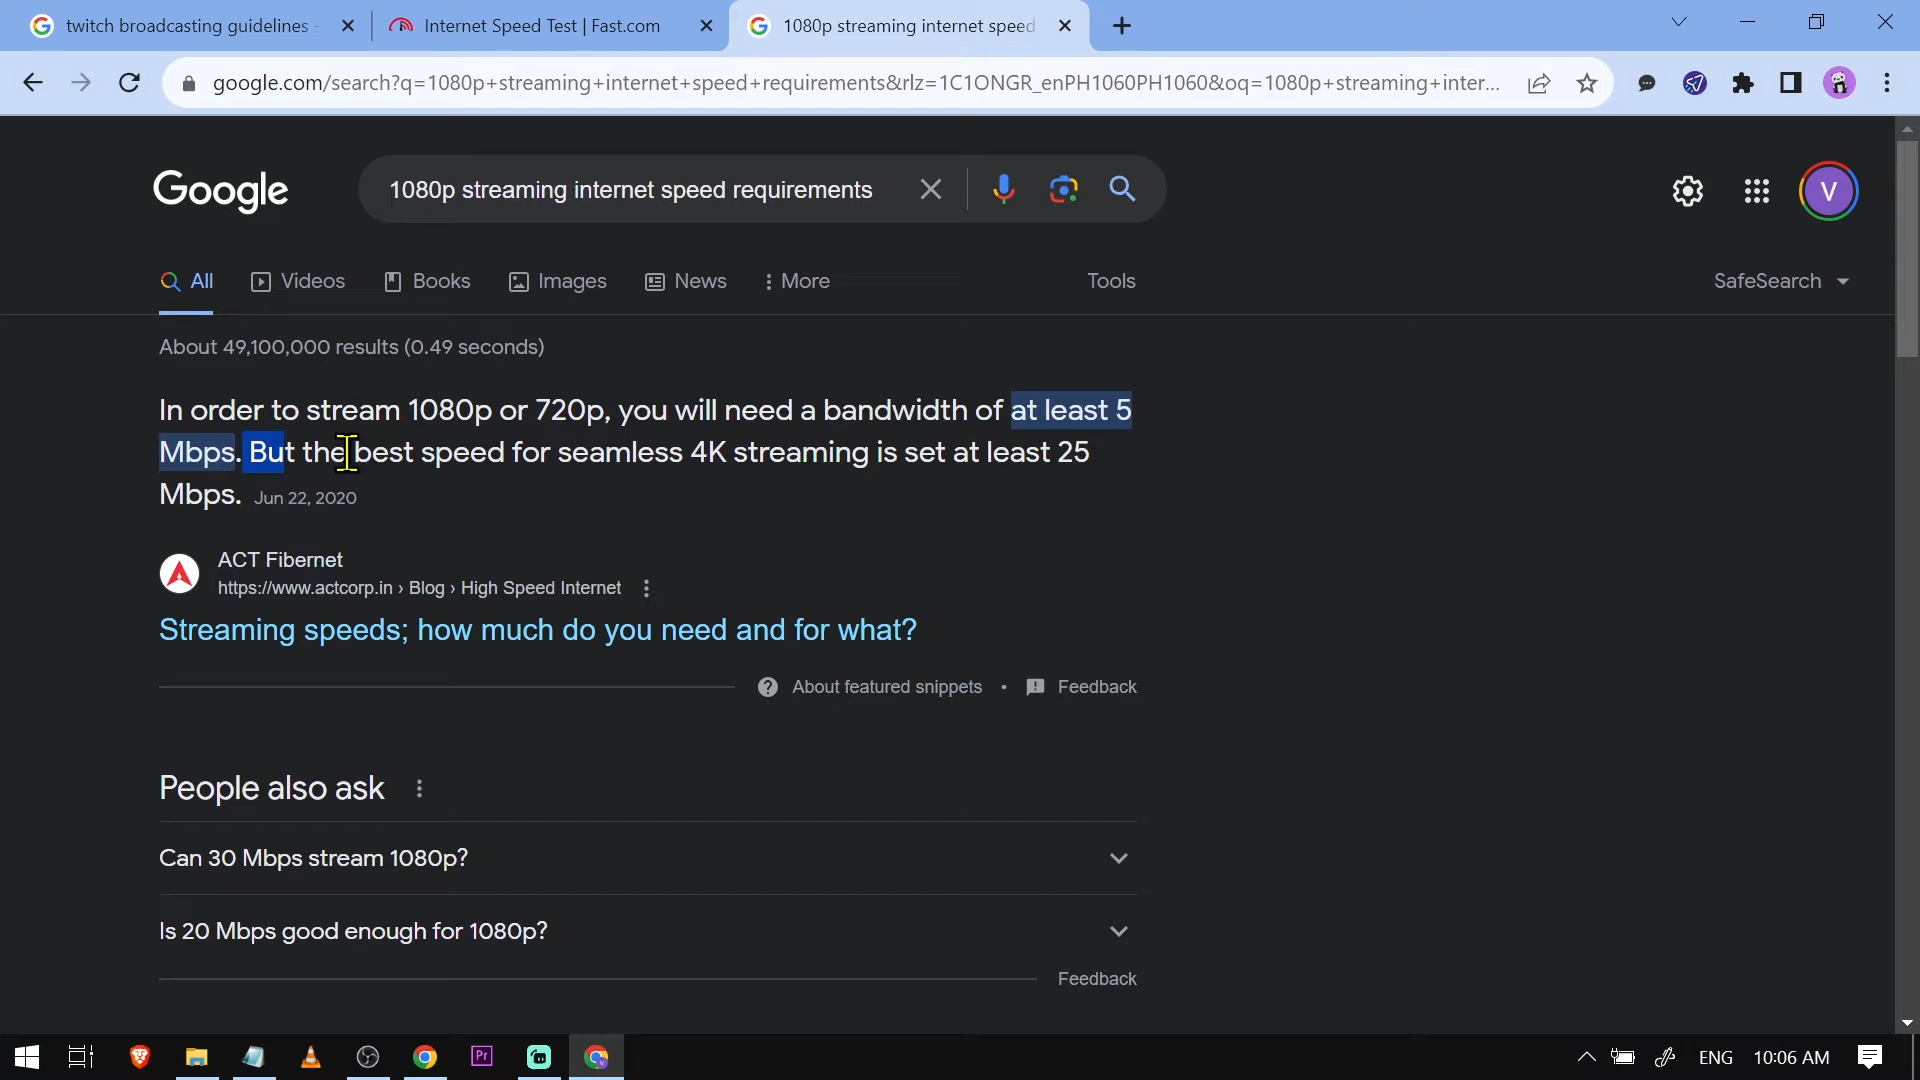 twitch broadcasting guidelines -
Internet Speed Test | Fast.com
1080p streaming internet speed
google.com/search?q=1080p+streaming+internet+speed+requirements&rlz=1C1ONGR_enPH1060PH1060&oq=1080p+streaming+inter...
Google
1080p streaming internet speed requirements
V
All
Videos
Books
Images
News
More
Tools
SafeSearch
About 49,100,000 results (0.49 seconds)
In order to stream 1080p or 720p, you will need a bandwidth of at least 5
Mbps. But the best speed for seamless 4K streaming is set at least 25
Mbps. Jun 22, 2020
ACT Fibernet
https://www.actcorp.in › Blog › High Speed Internet
Streaming speeds; how much do you need and for what?
About featured snippets • Feedback
People also ask
Can 30 Mbps stream 1080p?
Is 20 Mbps good enough for 1080p?
Feedback
Pr
ENG
10:06 AM